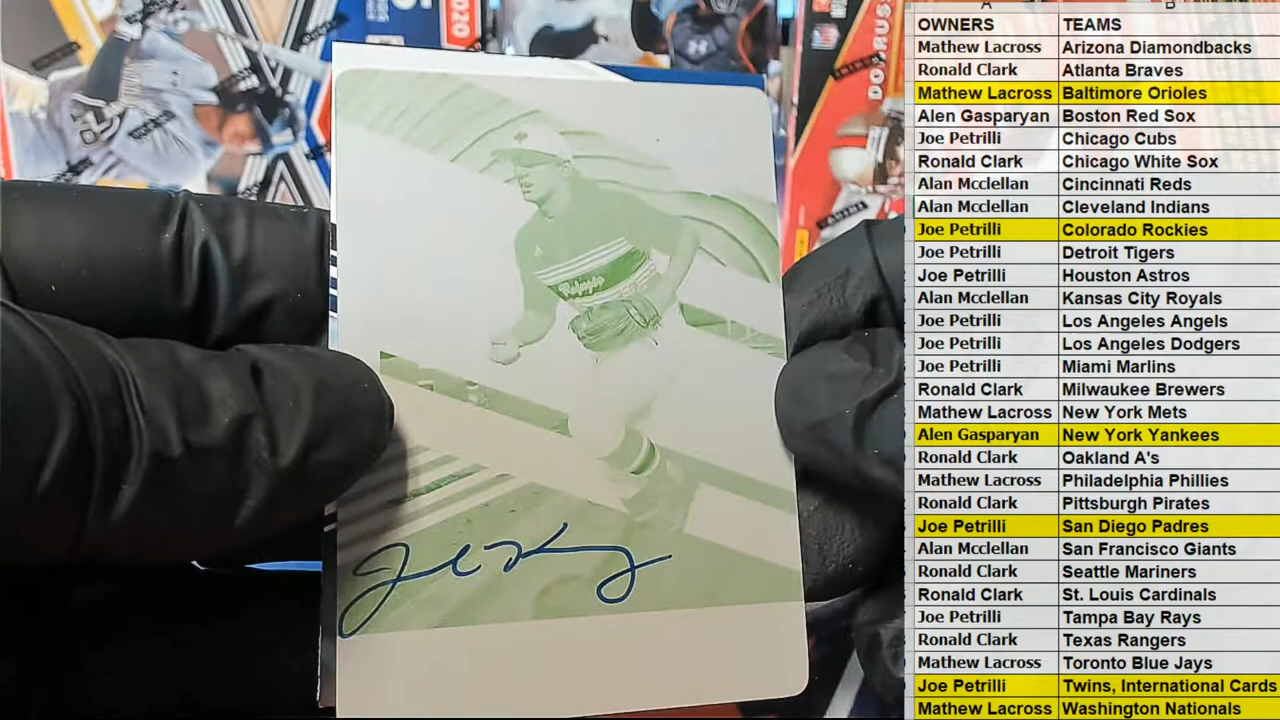 2020
A B
OWNERS TEAMS
Mathew Lacross Arizona Diamondbacks
Ronald Clark Atlanta Braves
Mathew Lacross Baltimore Orioles
Alen Gasparyan Boston Red Sox
Joe Petrilli Chicago Cubs
Ronald Clark Chicago White Sox
Alan Mcclellan Cincinnati Reds
Alan Mcclellan Cleveland Indians
Joe Petrilli Colorado Rockies
Joe Petrilli Detroit Tigers
Joe Petrilli Houston Astros
Alan Mcclellan Kansas City Royals
Joe Petrilli Los Angeles Angels
Joe Petrilli Los Angeles Dodgers
Joe Petrilli Miami Marlins
Ronald Clark Milwaukee Brewers
Mathew Lacross New York Mets
Alen Gasparyan New York Yankees
Ronald Clark Oakland A's
Mathew Lacross Philadelphia Phillies
Ronald Clark Pittsburgh Pirates
Joe Petrilli San Diego Padres
Alan Mcclellan San Francisco Giants
Ronald Clark Seattle Mariners
Ronald Clark St. Louis Cardinals
Joe Petrilli Tampa Bay Rays
Ronald Clark Texas Rangers
Mathew Lacross Toronto Blue Jays
Joe Petrilli Twins, International Cards
Mathew Lacross Washington Nationals